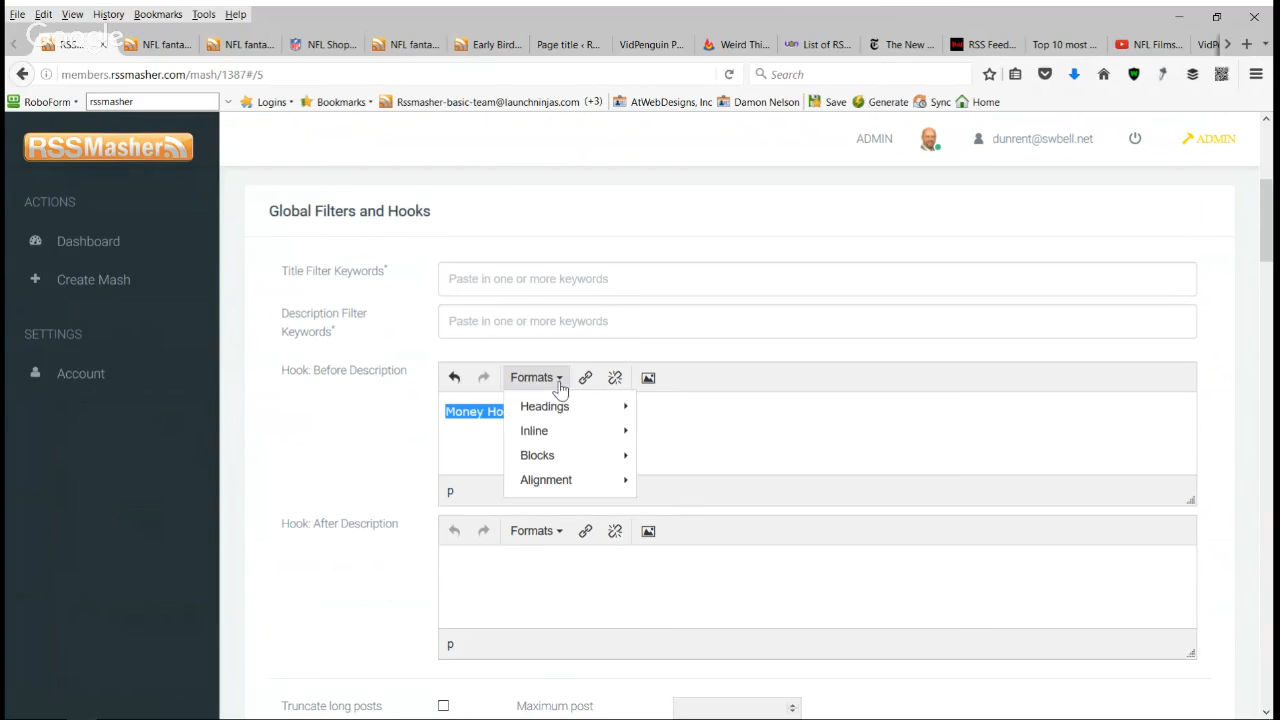 File Edit View History Bookmarks Tools Help
Google
RSS... NFL fanta... NFL fanta... NFL Shop... NFL fanta... Early Bird... Page title ‹ R... VidPenguin P... Weird Thi... List of RS... The New ... RSS Feed... Top 10 most ... NFL Films... VidP
members.rssmasher.com/mash/1387#/5 Search
RoboForm rssmasher Logins Bookmarks Rssmasher-basic-team@launchninjas.com (+3) AtWebDesigns, Inc Damon Nelson Save Generate Sync Home
RSSMasher ADMIN dunrent@swbell.net ADMIN
ACTIONS
Dashboard
Create Mash
SETTINGS
Account
Global Filters and Hooks
Title Filter Keywords* Paste in one or more keywords
Description Filter
Keywords* Paste in one or more keywords
Hook: Before Description Formats
Money Ho
Headings
Inline
Blocks
Alignment
p
Hook: After Description Formats
p
Truncate long posts Maximum post